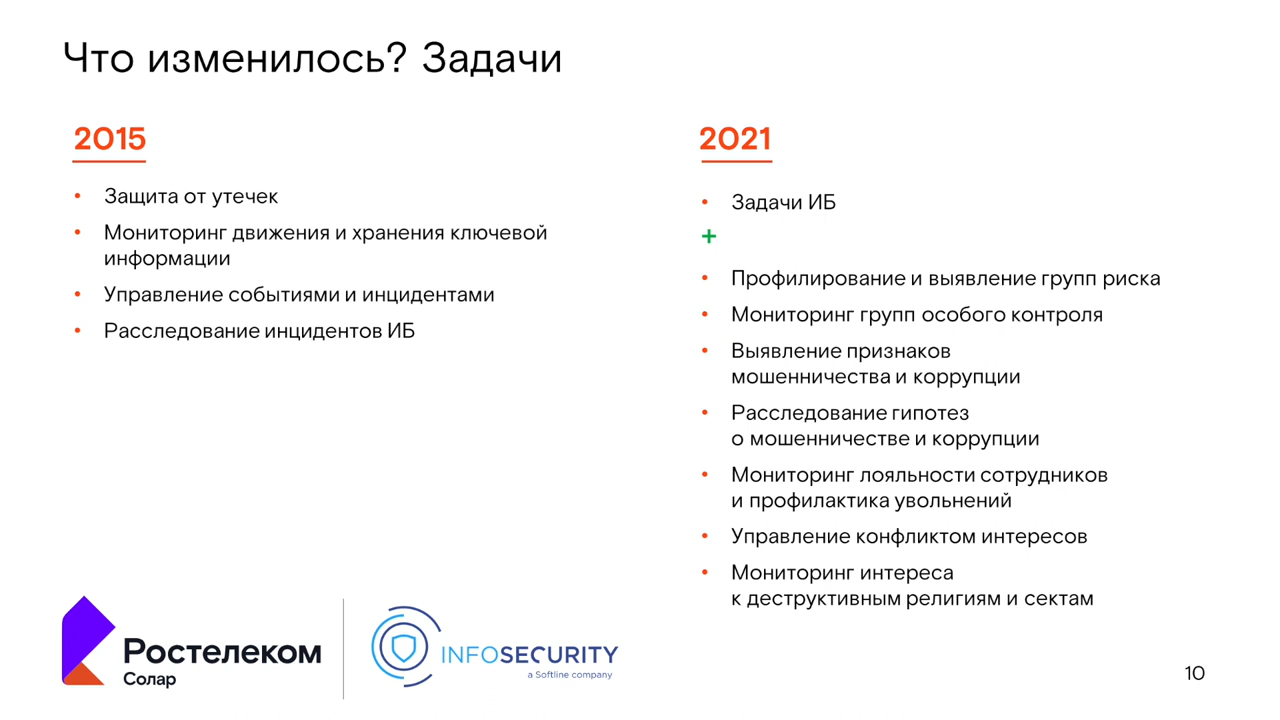 Что изменилось? Задачи
2015
• Защита от утечек
• Мониторинг движения и хранения ключевой
информации
• Управление событиями и инцидентами
• Расследование инцидентов ИБ
2021
• Задачи ИБ
+
• Профилирование и выявление групп риска
• Мониторинг групп особого контроля
• Выявление признаков
мошенничества и коррупции
• Расследование гипотез
о мошенничестве и коррупции
• Мониторинг лояльности сотрудников
и профилактика увольнений
• Управление конфликтом интересов
• Мониторинг интереса
к деструктивным религиям и сектам
Ростелеком
Солар
INFOSECURITY
a Softline company
10